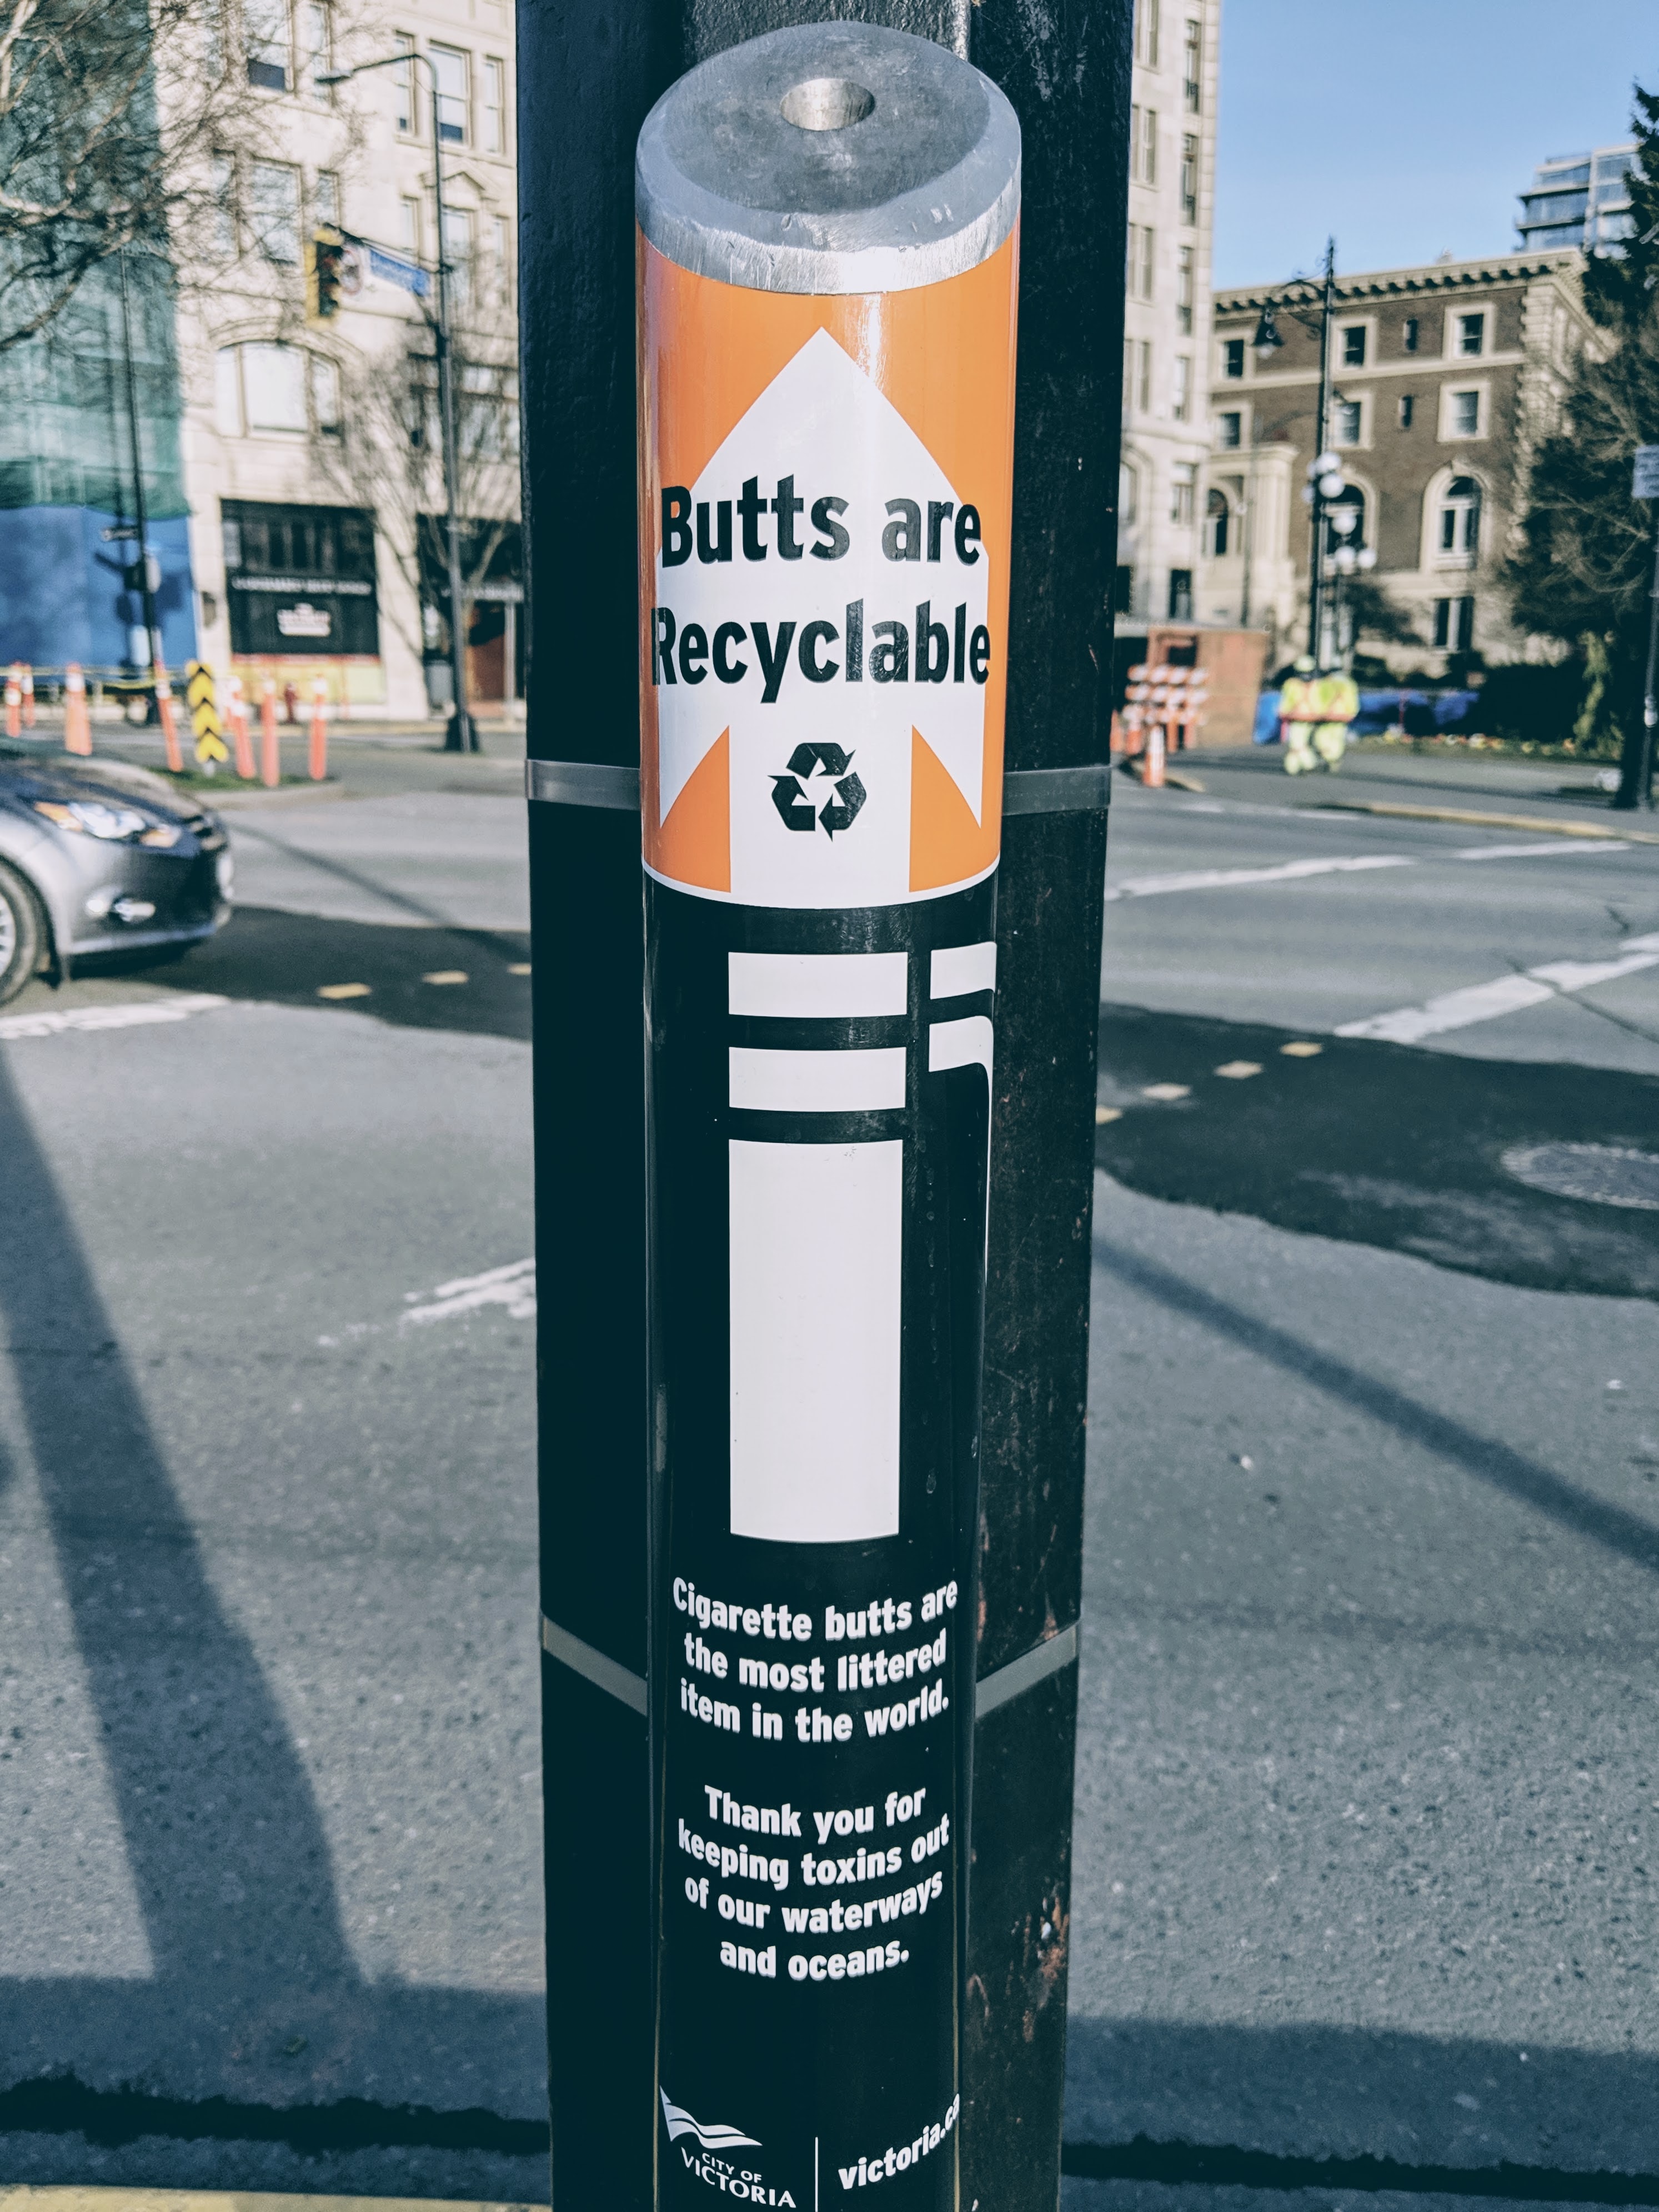 Butts are
Recyclable
Cigarette butts are
the most littered
item in the world.
Thank you for
keeping toxins out
of our waterways
and oceans.
CITY OF
VICTORIA
victoria.ca